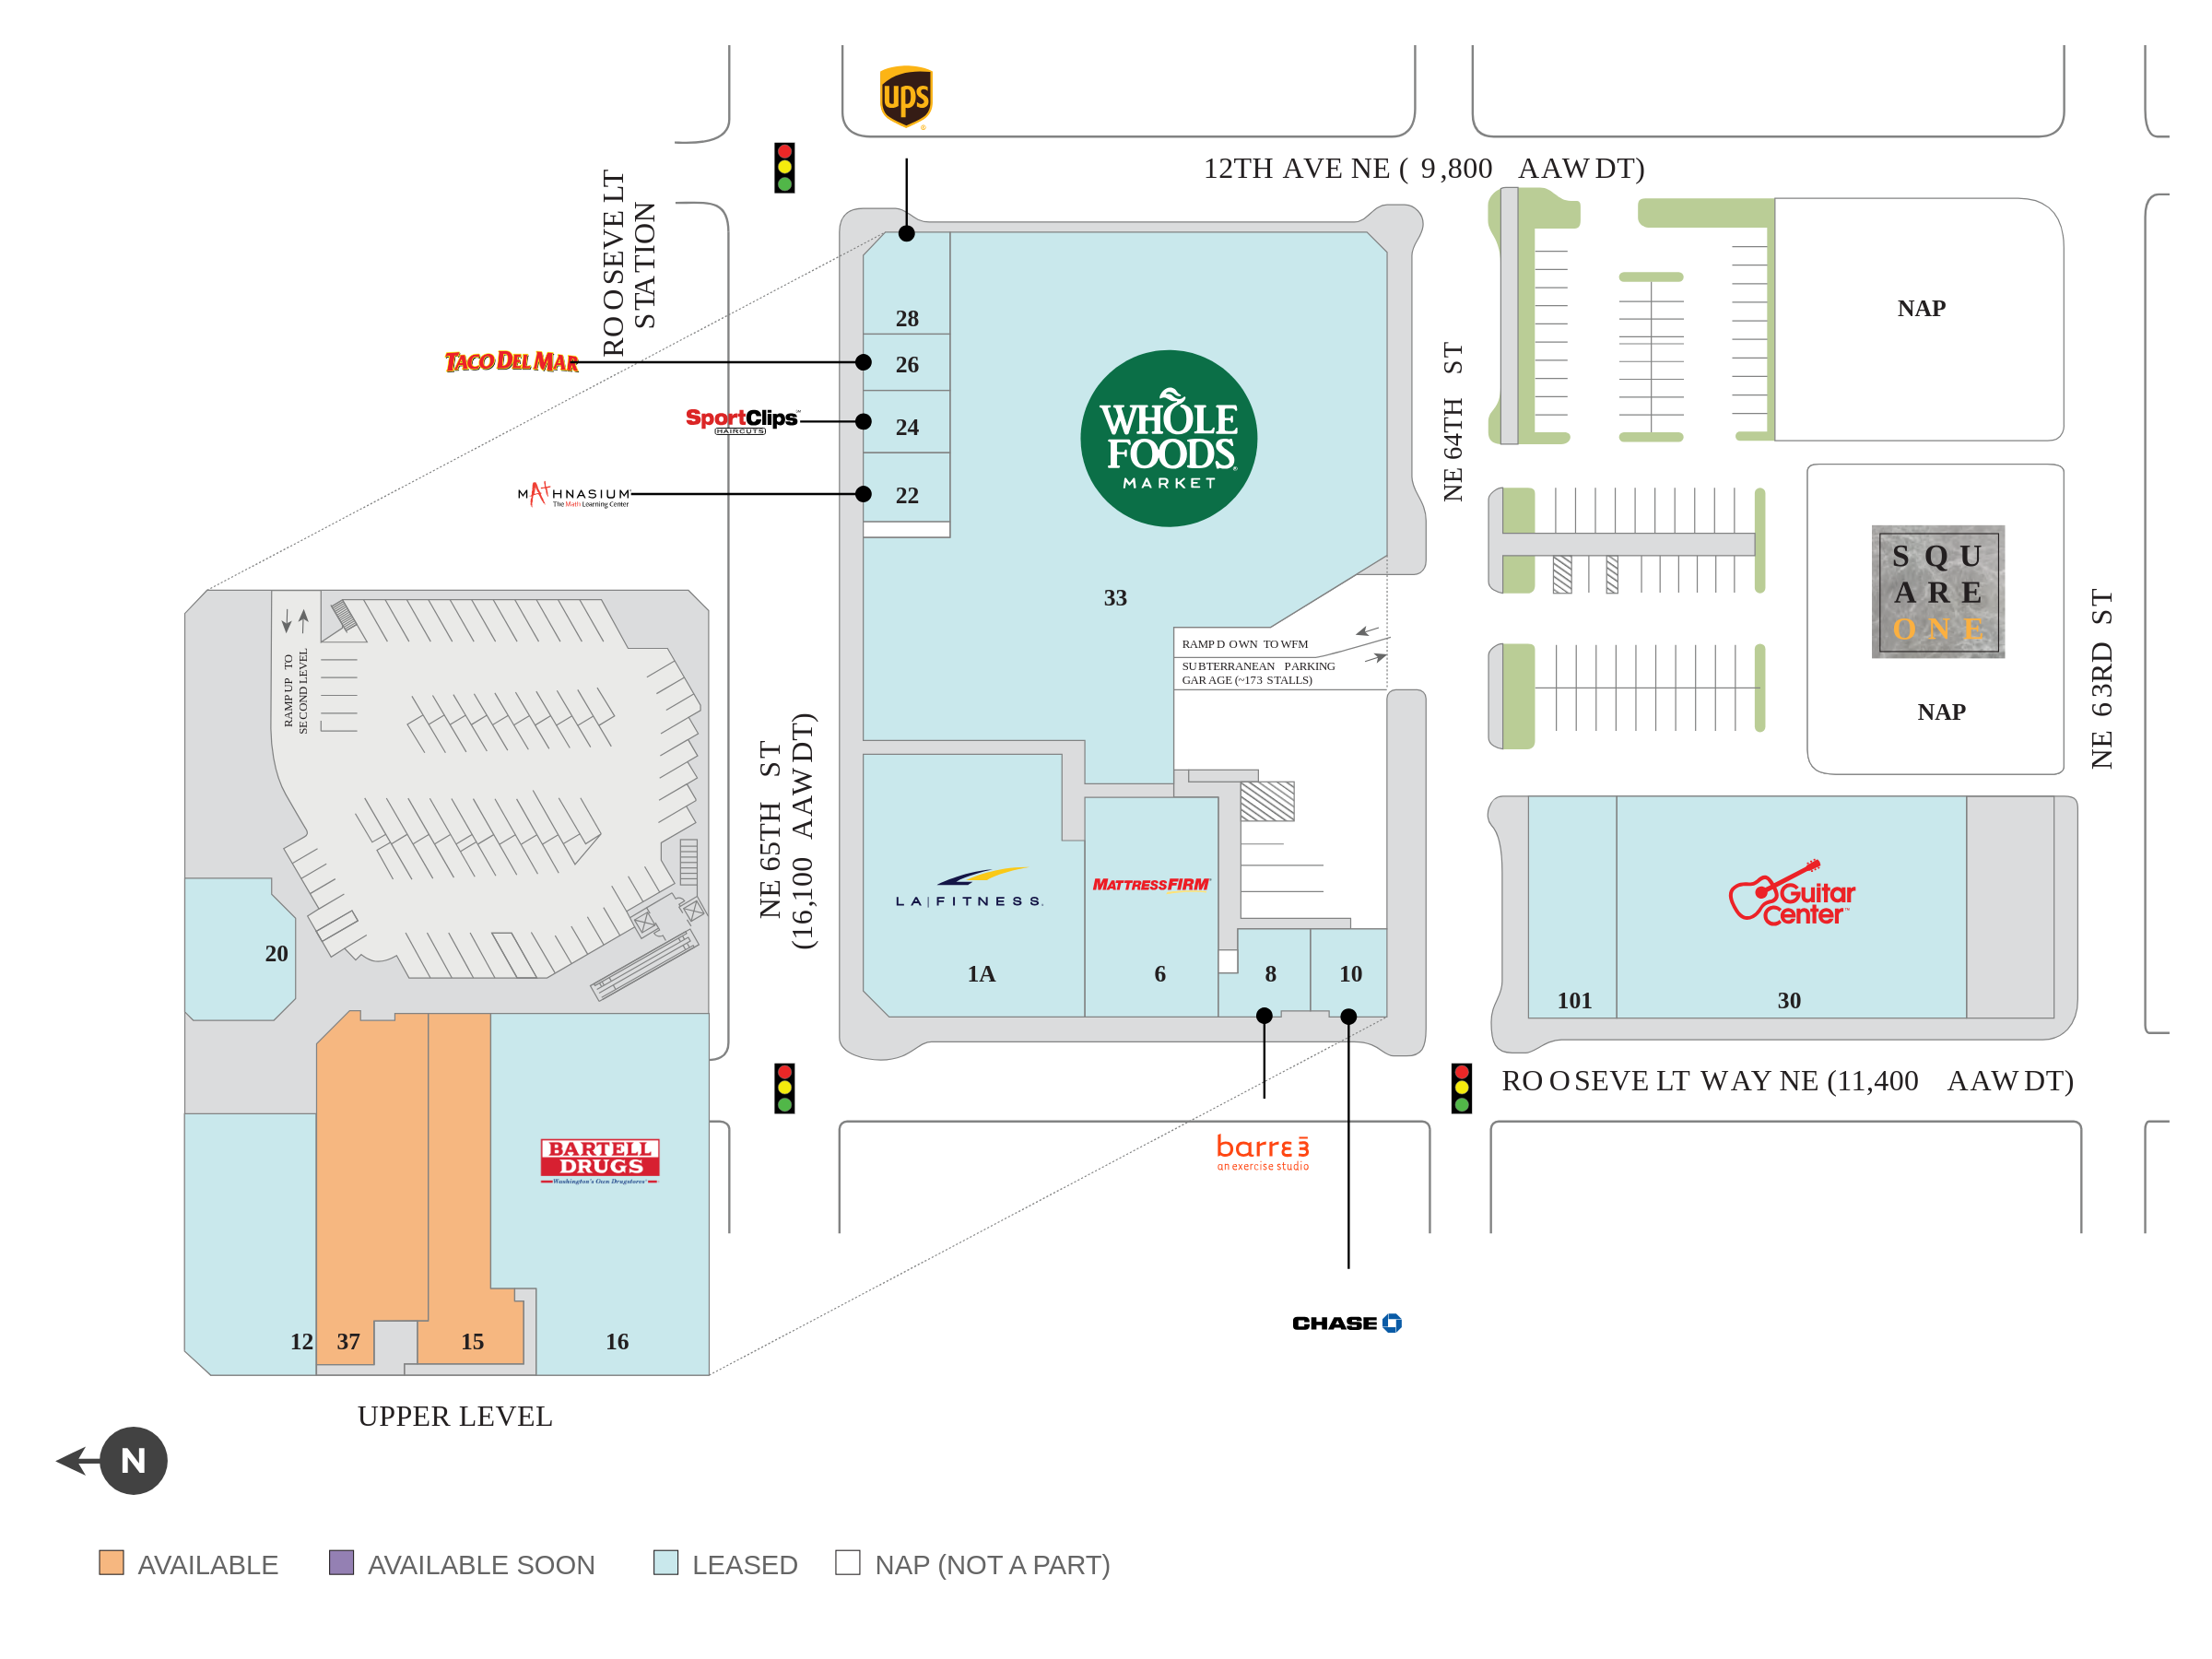 ups
12TH AVE NE (9,800 AAWDT)
ROOSEVELT
STATION
28
NAP
TACO DEL MAR
26
NE 64TH ST
SportClips
HAIRCUTS
24
WHOLE
FOODS
MARKET
MATHNASIUM
The Math Learning Center
22
33
SQU
ARE
ONE
NAP
NE 63RD ST
RAMP UP TO
SECOND LEVEL
RAMP DOWN TO WFM
SUBTERRANEAN PARKING
GARAGE (~173 STALLS)
NE 65TH ST
(16,100 AAWDT)
LA|FITNESS.
MATTRESSFIRM
Guitar
Center
20
1A
6
8
10
101
30
ROOSEVELT WAY NE (11,400 AAWDT)
BARTELL
DRUGS
Washington's Own Drugstores
barre3
an exercise studio
12
37
15
16
CHASE
UPPER LEVEL
N
AVAILABLE
AVAILABLE SOON
LEASED
NAP (NOT A PART)